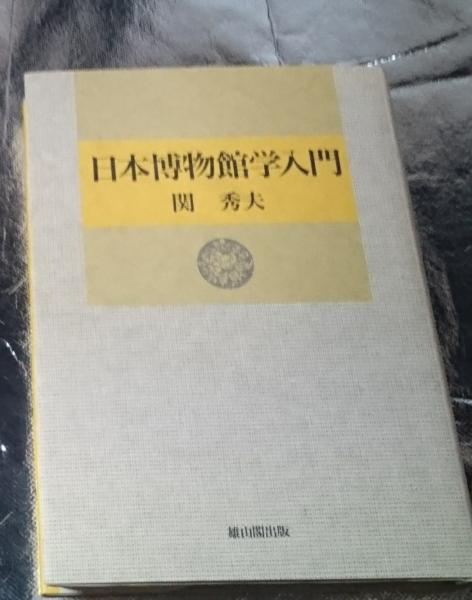 日本博物館学入門
関 秀夫
雄山閣出版